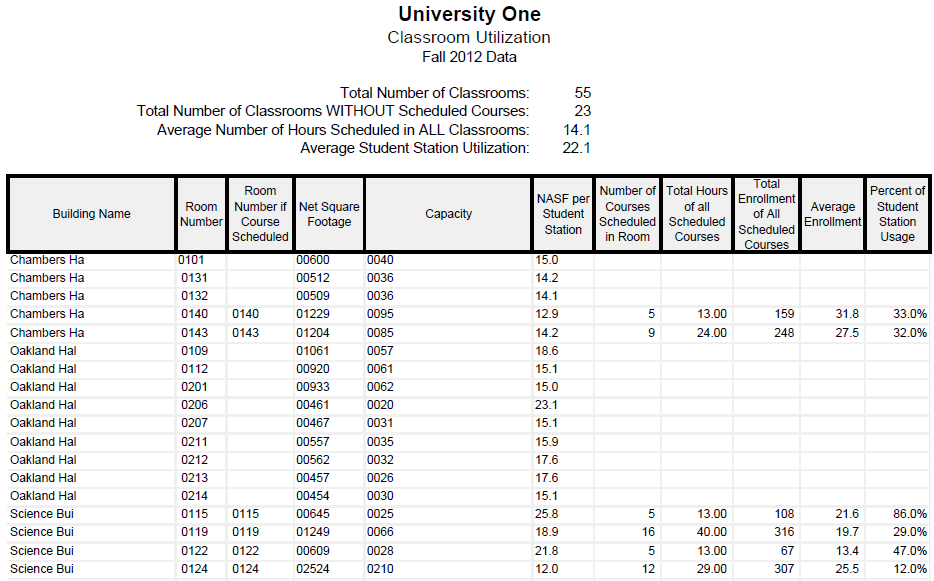 University One
Classroom Utilization
Fall 2012 Data
Total Number of Classrooms: 55
Total Number of Classrooms WITHOUT Scheduled Courses: 23
Average Number of Hours Scheduled in ALL Classrooms: 14.1
Average Student Station Utilization: 22.1
Building Name Room Number Room Number if Course Scheduled Net Square Footage Capacity NASF per Student Station Number of Courses Scheduled in Room Total Hours of all Scheduled Courses Total Enrollment of All Scheduled Courses Average Enrollment Percent of Student Station Usage
Chambers Ha 0101 00600 0040 15.0
Chambers Ha 0131 00512 0036 14.2
Chambers Ha 0132 00509 0036 14.1
Chambers Ha 0140 0140 01229 0095 12.9 5 13.00 159 31.8 33.0%
Chambers Ha 0143 0143 01204 0085 14.2 9 24.00 248 27.5 32.0%
Oakland Hal 0109 01061 0057 18.6
Oakland Hal 0112 00920 0061 15.1
Oakland Hal 0201 00933 0062 15.0
Oakland Hal 0206 00461 0020 23.1
Oakland Hal 0207 00467 0031 15.1
Oakland Hal 0211 00557 0035 15.9
Oakland Hal 0212 00562 0032 17.6
Oakland Hal 0213 00457 0026 17.6
Oakland Hal 0214 00454 0030 15.1
Science Bui 0115 0115 00645 0025 25.8 5 13.00 108 21.6 86.0%
Science Bui 0119 0119 01249 0066 18.9 16 40.00 316 19.7 29.0%
Science Bui 0122 0122 00609 0028 21.8 5 13.00 67 13.4 47.0%
Science Bui 0124 0124 02524 0210 12.0 12 29.00 307 25.5 12.0%